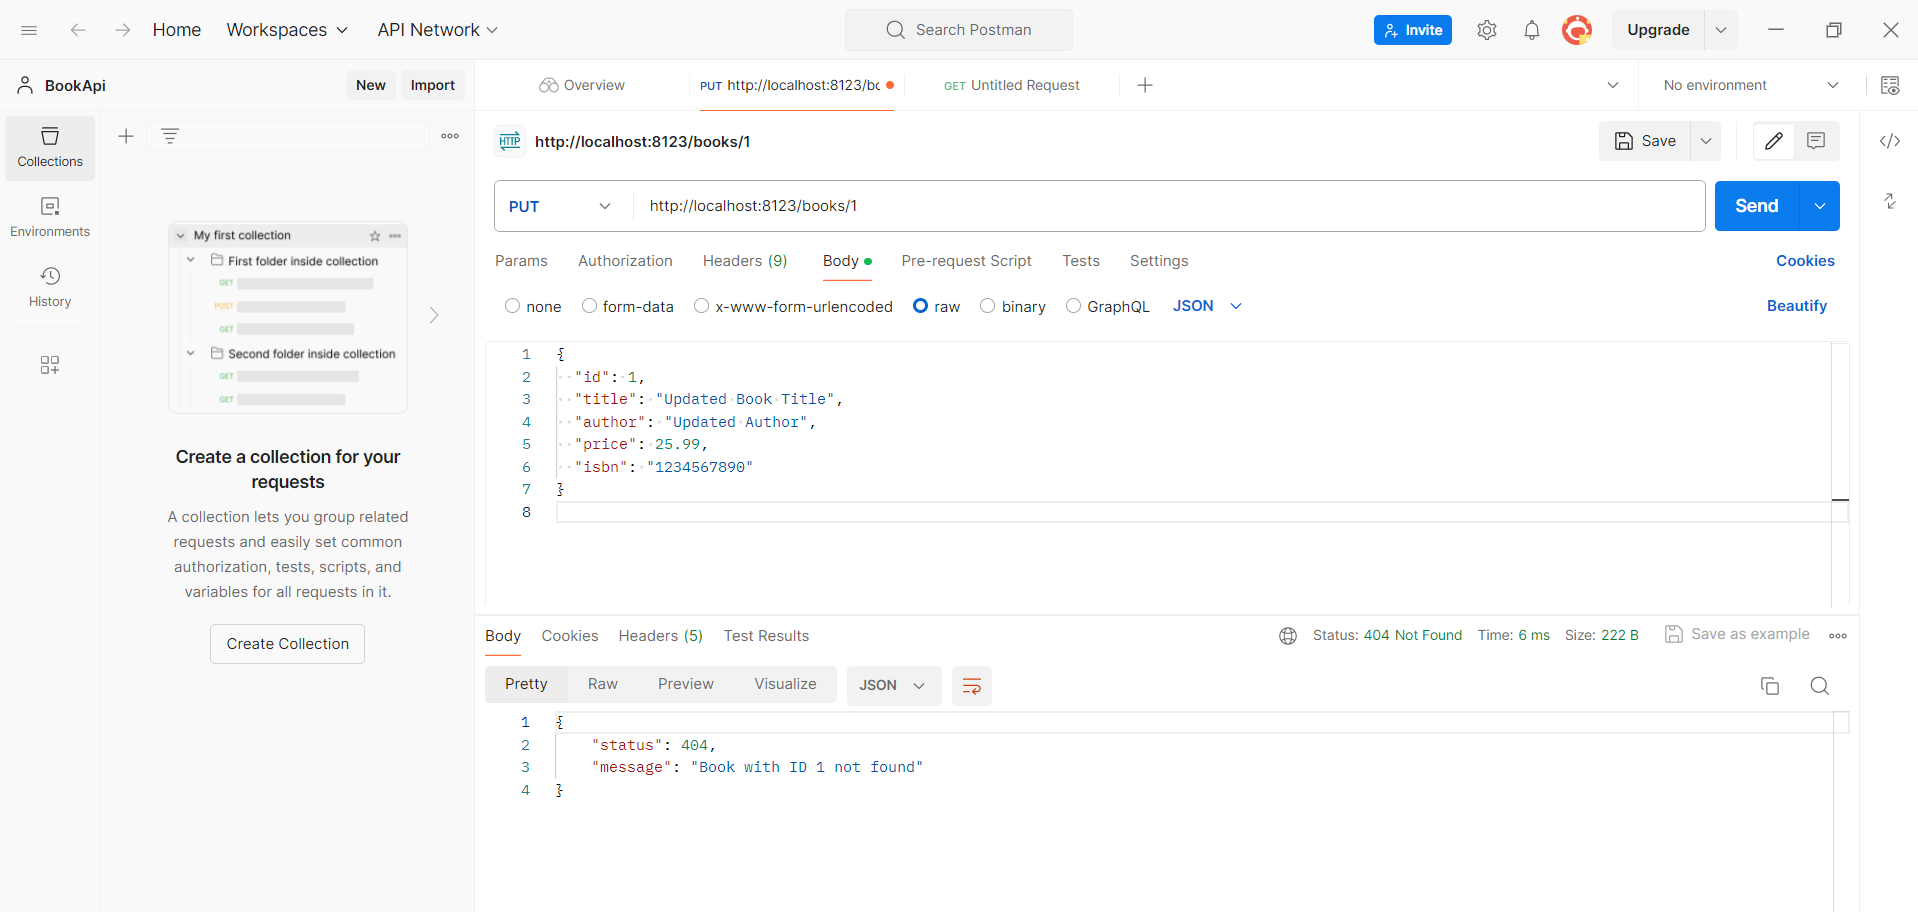 Home
Workspaces
API Network
Search Postman
Invite
Upgrade
BookApi
New
Import
Overview
PUT http://localhost:8123/bo
GET Untitled Request
No environment
Collections
Environments
History
HTTP http://localhost:8123/books/1
Save
PUT
http://localhost:8123/books/1
Send
My first collection
First folder inside collection
GET
POST
GET
Second folder inside collection
GET
GET
Create a collection for your
requests
A collection lets you group related
requests and easily set common
authorization, tests, scripts, and
variables for all requests in it.
Create Collection
Params
Authorization
Headers (9)
Body
Pre-request Script
Tests
Settings
Cookies
none
form-data
x-www-form-urlencoded
raw
binary
GraphQL
JSON
Beautify
1 {
2 "id": 1,
3 "title": "Updated Book Title",
4 "author": "Updated Author",
5 "price": 25.99,
6 "isbn": "1234567890"
7 }
8
Body
Cookies
Headers (5)
Test Results
Status: 404 Not Found
Time: 6 ms
Size: 222 B
Save as example
Pretty
Raw
Preview
Visualize
JSON
1 {
2 "status": 404,
3 "message": "Book with ID 1 not found"
4 }